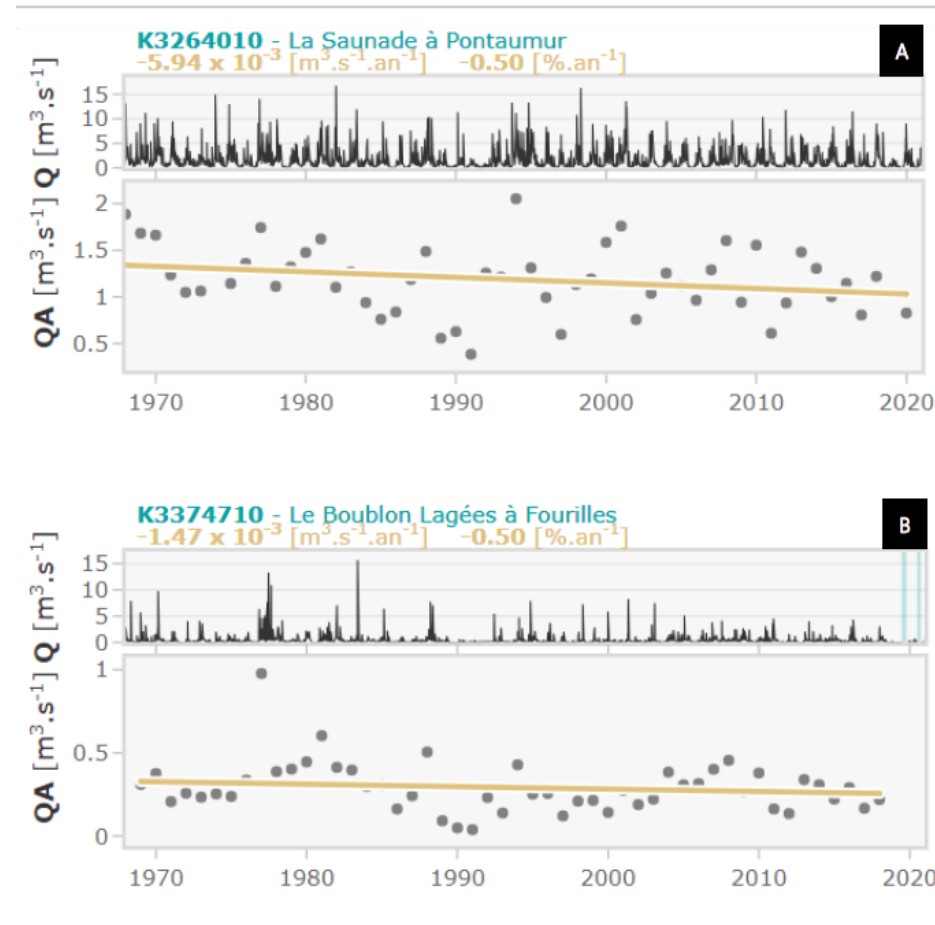 K3264010 - La Saunade à Pontaumur
A
-5.94 x 10⁻³ [m³.s⁻¹.an⁻¹] -0.50 [%.an⁻¹]
Q [m³.s⁻¹]
15
10
5
0
QA [m³.s⁻¹]
2
1.5
1
0.5
1970 1980 1990 2000 2010 2020
K3374710 - Le Boublon Lagées à Fourilles
B
-1.47 x 10⁻³ [m³.s⁻¹.an⁻¹] -0.50 [%.an⁻¹]
Q [m³.s⁻¹]
15
10
5
0
QA [m³.s⁻¹]
1
0.5
0
1970 1980 1990 2000 2010 2020